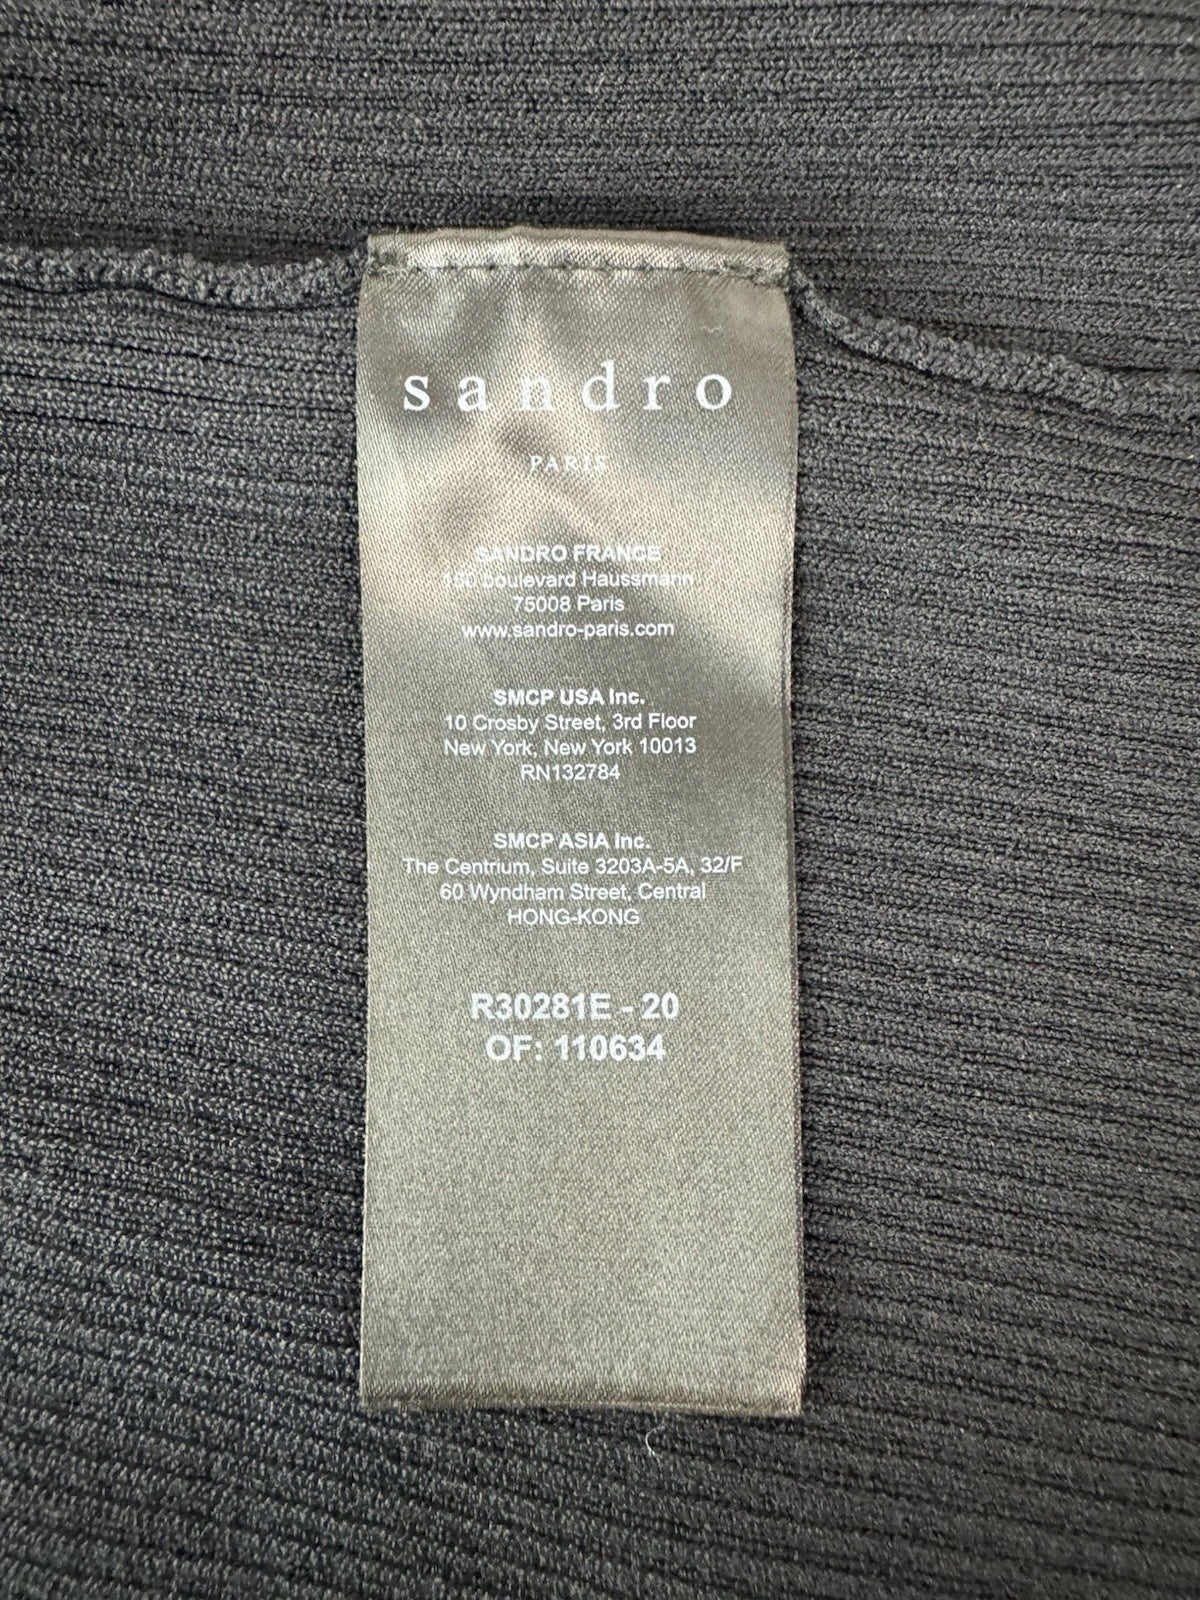 sandro
PARIS
SANDRO FRANCE
150 boulevard Haussmann
75008 Paris
www.sandro-paris.com
SMCP USA Inc.
10 Crosby Street, 3rd Floor
New York, New York 10013
RN132784
SMCP ASIA Inc.
The Centrium, Suite 3203A-5A, 32/F
60 Wyndham Street, Central
HONG-KONG
R30281E - 20
OF: 110634